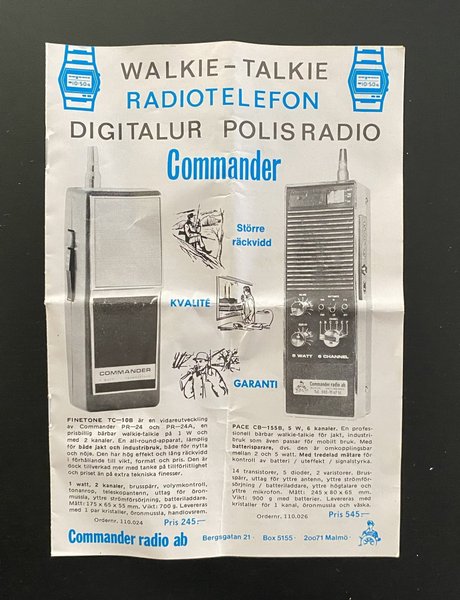 WALKIE-TALKIE
RADIOTELEFON
DIGITALUR POLISRADIO
Commander
Större
räckvidd
KVALITÉ
GARANTI
COMMANDER
5 WATT 6 CHANNEL
Commander radio ab
FINETONE TC-10B är en vidareutveckling
av Commander PR-24 och PR-24A, en
prisbillig bärbar walkie-talkie på 1 W och
med 2 kanaler. En all-round-apparat, lämplig
för både jakt och industribruk, både för nytta
och nöje. Den har hög effekt och lång räckvidd
i förhållande till vikt, format och pris. Den är
dock tillverkad mer med tanke på tillförlitlighet
och priset än på extra tekniska finesser.
1 watt, 2 kanaler, brusspärr, volymkontroll,
tonanrop, teleskopantenn, uttag för öron-
mussla, yttre strömförsörjning, batteriladdare.
Mått: 175 x 65 x 55 mm. Vikt: 700 g. Levereras
med 1 par kristaller, öronmussla, handlovsrem.
Ordernr. 110.024 Pris 245:—
PACE CB-155B, 5 W, 6 kanaler. En profes-
sionell bärbar walkie-talkie för jakt, industri-
bruk som även passar för mobilt bruk. Med
batterisparare, dvs. den är omkopplingsbar
mellan 2 och 5 watt. Med tredelad mätare för
kontroll av batteri / uteffekt / signalstyrka.
14 transistorer, 5 dioder, 2 varistorer. Brus-
spärr, uttag för yttre antenn, yttre strömför-
sörjning / batteriladdare, yttre högtalare och
yttre mikrofon. Mått: 245 x 80 x 65 mm.
Vikt: 900 g med batterier. Levereras med
kristaller för 1 kanal, öronmussla och väska.
Ordernr. 110.026 Pris 545:—
Commander radio ab Bergsgatan 21 · Box 5155 · 20071 Malmö ·